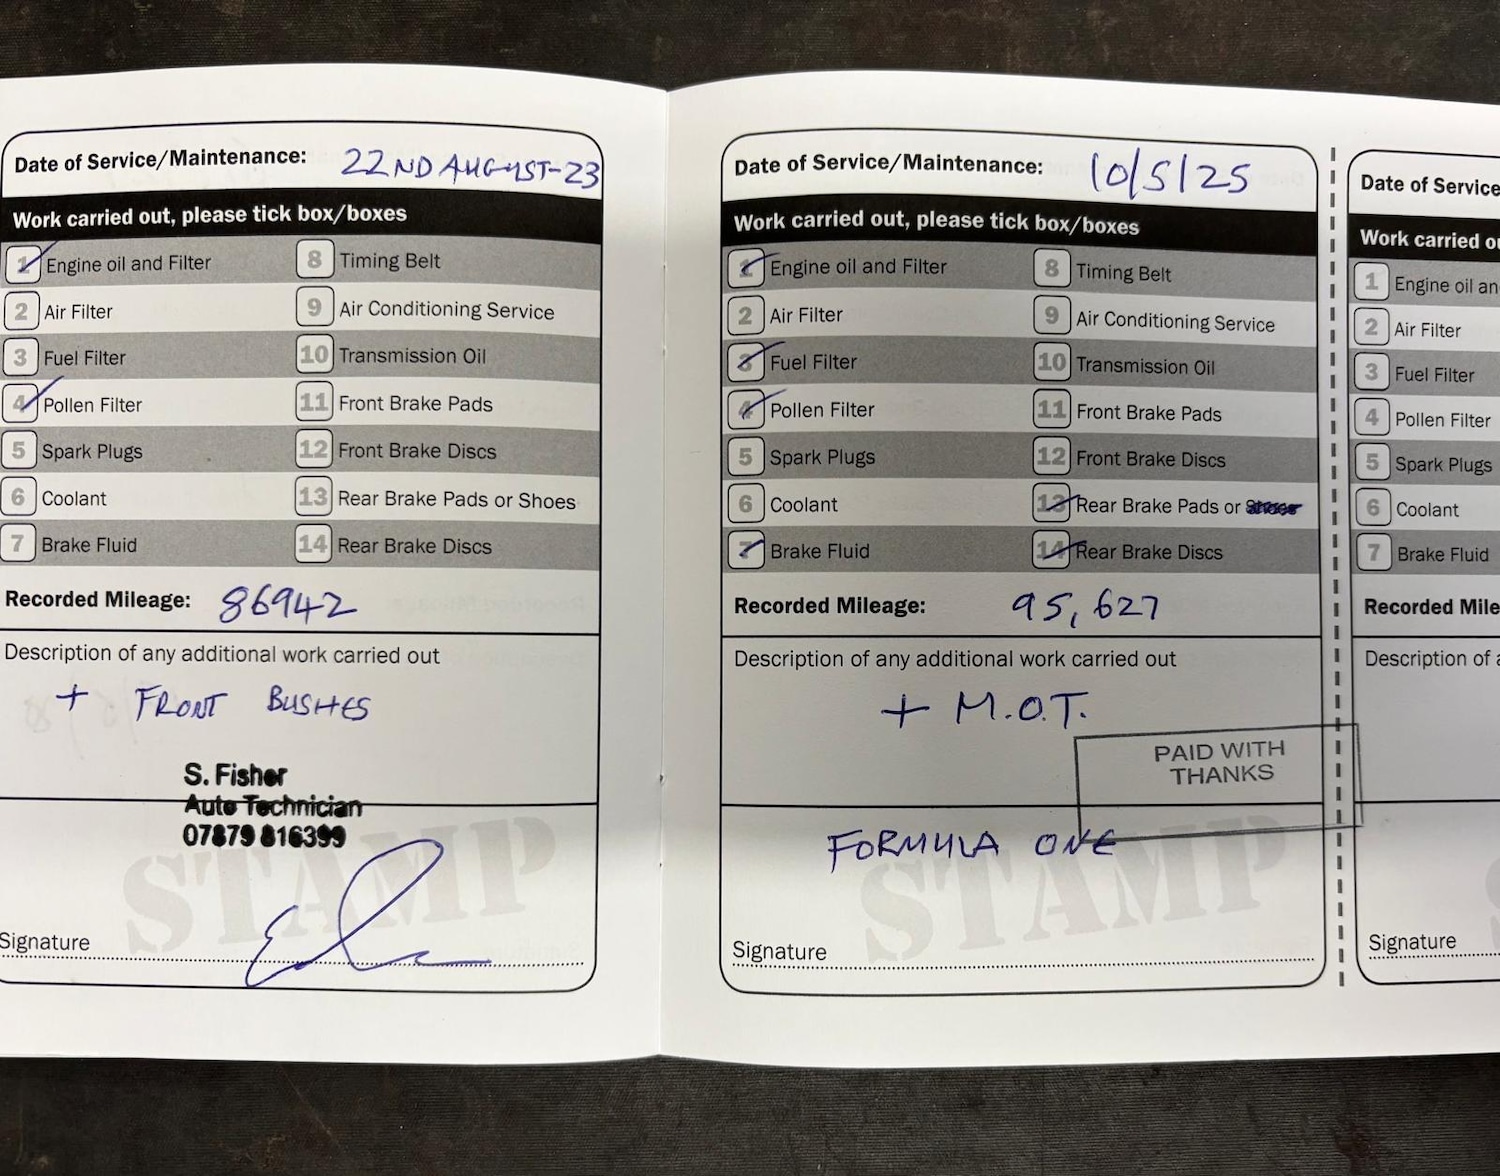 Date of Service/Maintenance: 22ND AUGUST-23
Work carried out, please tick box/boxes
1 Engine oil and Filter
2 Air Filter
3 Fuel Filter
4 Pollen Filter
5 Spark Plugs
6 Coolant
7 Brake Fluid
8 Timing Belt
9 Air Conditioning Service
10 Transmission Oil
11 Front Brake Pads
12 Front Brake Discs
13 Rear Brake Pads or Shoes
14 Rear Brake Discs
Recorded Mileage: 86942
Description of any additional work carried out
+ FRONT BUSHES
S. Fisher
Auto Technician
07879 816399
STAMP
Signature
Date of Service/Maintenance: 10/5/25
Work carried out, please tick box/boxes
1 Engine oil and Filter
2 Air Filter
3 Fuel Filter
4 Pollen Filter
5 Spark Plugs
6 Coolant
7 Brake Fluid
8 Timing Belt
9 Air Conditioning Service
10 Transmission Oil
11 Front Brake Pads
12 Front Brake Discs
13 Rear Brake Pads or Shoes
14 Rear Brake Discs
Recorded Mileage: 95,627
Description of any additional work carried out
+ M.O.T.
PAID WITH
THANKS
FORMULA ONE
STAMP
Signature
Date of Service
Work carried o
1 Engine oil an
2 Air Filter
3 Fuel Filter
4 Pollen Filter
5 Spark Plugs
6 Coolant
7 Brake Fluid
Recorded Mile
Description of a
Signature